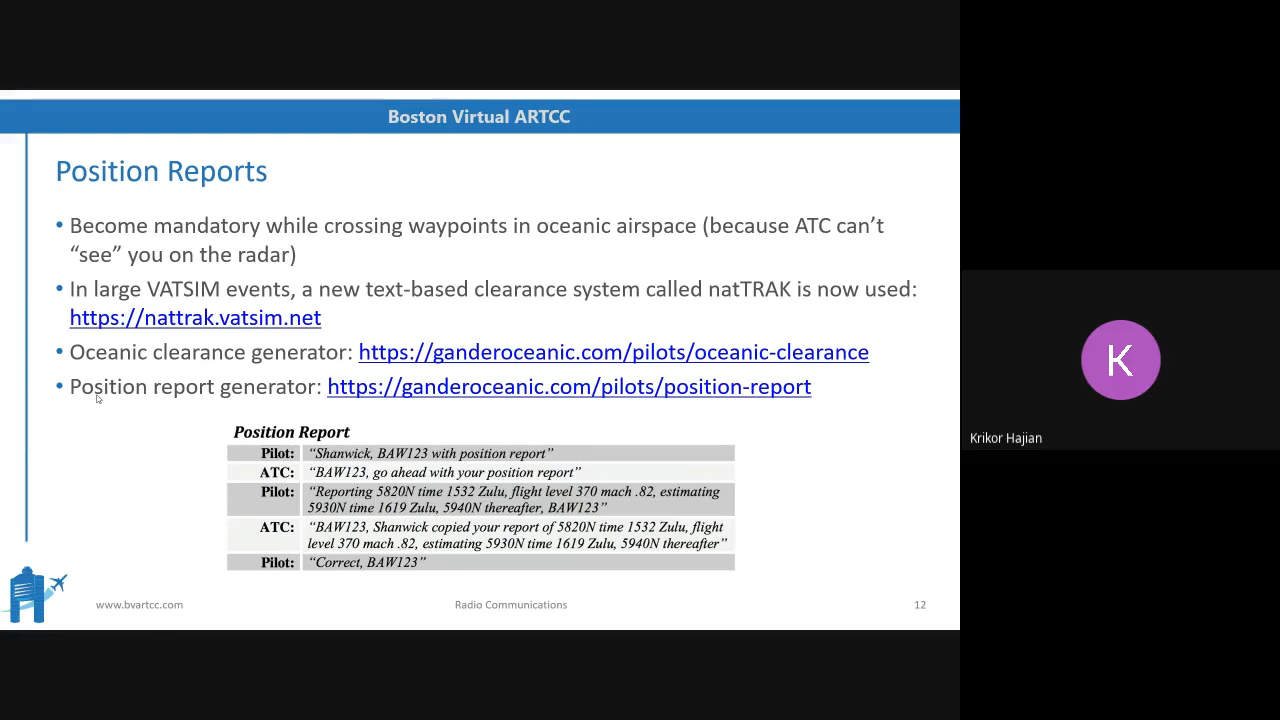 Boston Virtual ARTCC
Position Reports
• Become mandatory while crossing waypoints in oceanic airspace (because ATC can't
"see" you on the radar)
• In large VATSIM events, a new text-based clearance system called natTRAK is now used:
https://nattrak.vatsim.net
• Oceanic clearance generator: https://ganderoceanic.com/pilots/oceanic-clearance
• Position report generator: https://ganderoceanic.com/pilots/position-report
Position Report
Pilot: "Shanwick, BAW123 with position report"
ATC: "BAW123, go ahead with your position report"
Pilot: "Reporting 5820N time 1532 Zulu, flight level 370 mach .82, estimating
5930N time 1619 Zulu, 5940N thereafter, BAW123"
ATC: "BAW123, Shanwick copied your report of 5820N time 1532 Zulu, flight
level 370 mach .82, estimating 5930N time 1619 Zulu, 5940N thereafter"
Pilot: "Correct, BAW123"
www.bvartcc.com
Radio Communications
12
K
Krikor Hajian